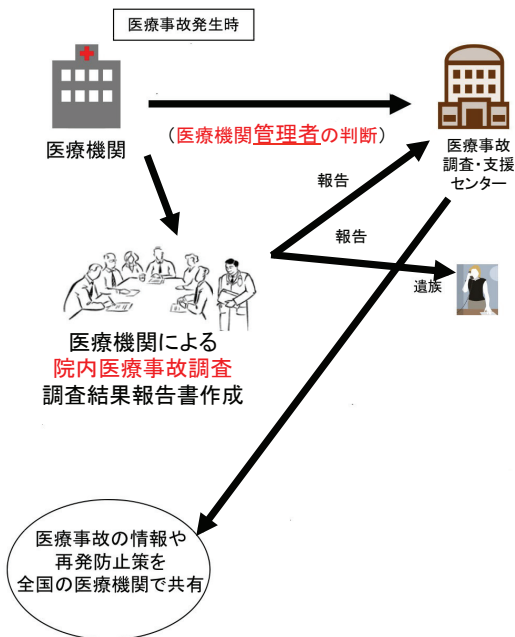 医療事故発生時
医療機関
（医療機関管理者の判断）
医療事故
調査・支援
センター
報告
報告
遺族
医療機関による
院内医療事故調査
調査結果報告書作成
医療事故の情報や
再発防止策を
全国の医療機関で共有